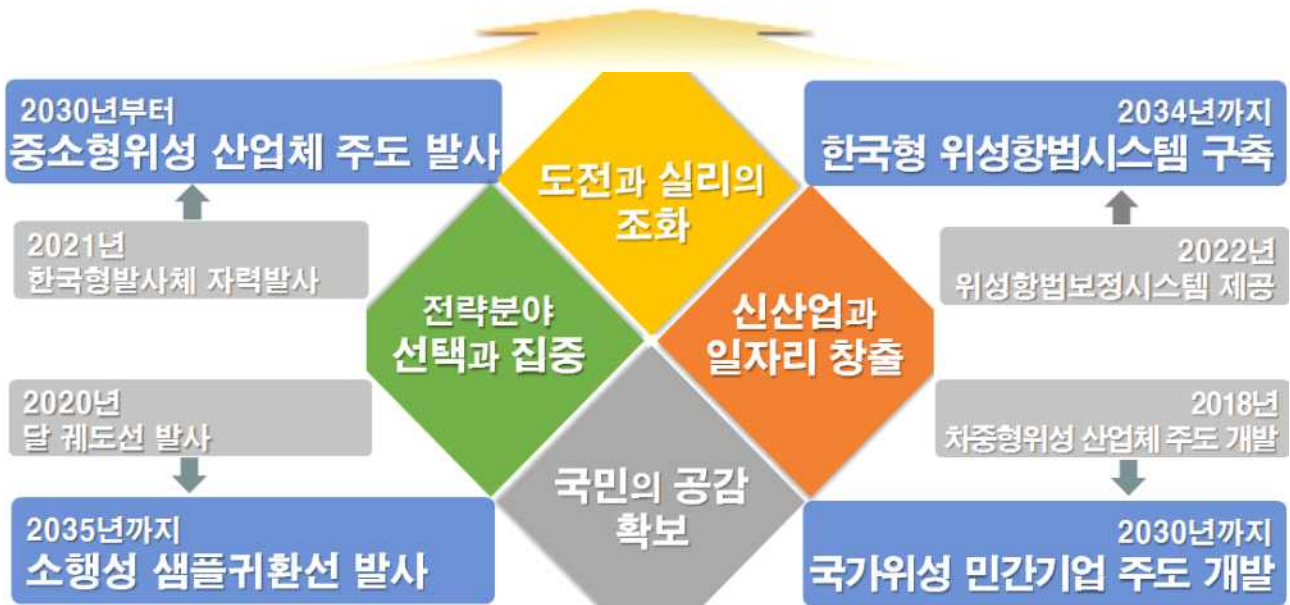 2030년부터
중소형위성 산업체 주도 발사
2021년
한국형발사체 자력발사
2020년
달 궤도선 발사
2035년까지
소행성 샘플귀환선 발사
도전과 실리의
조화
전략분야
선택과 집중
신산업과
일자리 창출
국민의 공감
확보
2034년까지
한국형 위성항법시스템 구축
2022년
위성항법보정시스템 제공
2018년
차중형위성 산업체 주도 개발
2030년까지
국가위성 민간기업 주도 개발